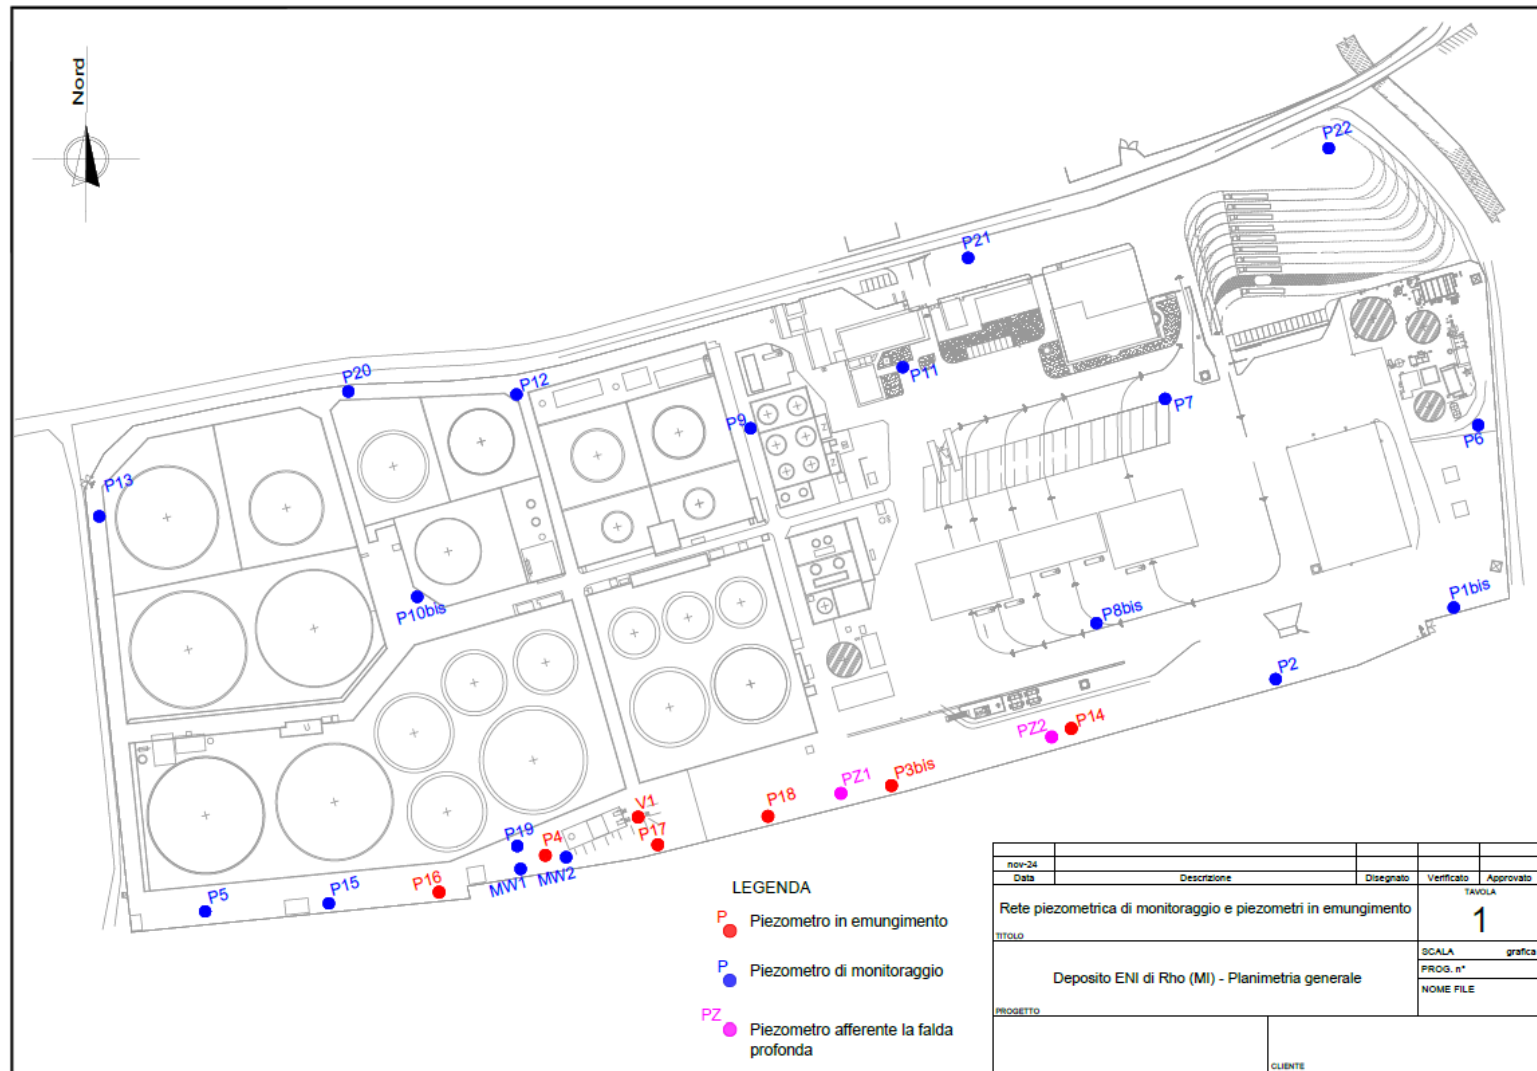 Nord
P22
P21
P20
P12
P11
P9
P7
P6
P13
P10bis
P8bis
P1bis
P2
PZ2
P14
PZ1
P3bis
V1
P18
P17
P19
P4
MW1
MW2
P16
P15
P5
LEGENDA
P
Piezometro in emungimento
P
Piezometro di monitoraggio
PZ
Piezometro afferente la falda
profonda
nov-24
Data Descrizione Disegnato Verificato Approvato
Rete piezometrica di monitoraggio e piezometri in emungimento
TITOLO
TAVOLA
1
Deposito ENI di Rho (MI) - Planimetria generale
PROGETTO
SCALA grafica
PROG. n°
NOME FILE
CLIENTE